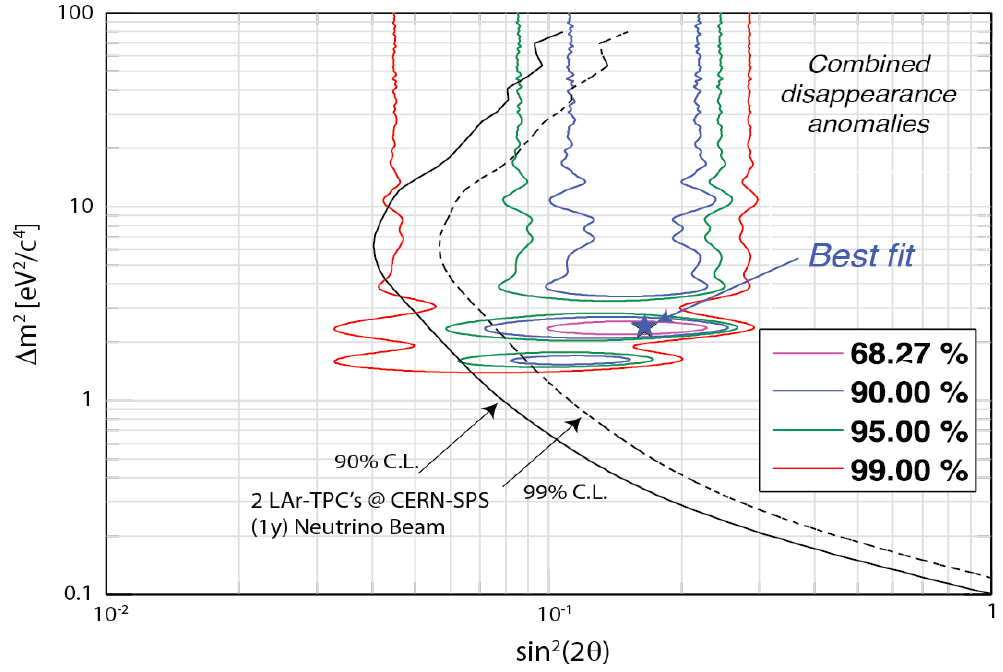 100
10
1
0.1
Δm² [eV²/c⁴]
10⁻²
10⁻¹
1
sin²(2θ)
Combined
disappearance
anomalies
Best fit
68.27 %
90.00 %
95.00 %
99.00 %
90% C.L.
2 LAr-TPC's @ CERN-SPS
(1y) Neutrino Beam
99% C.L.